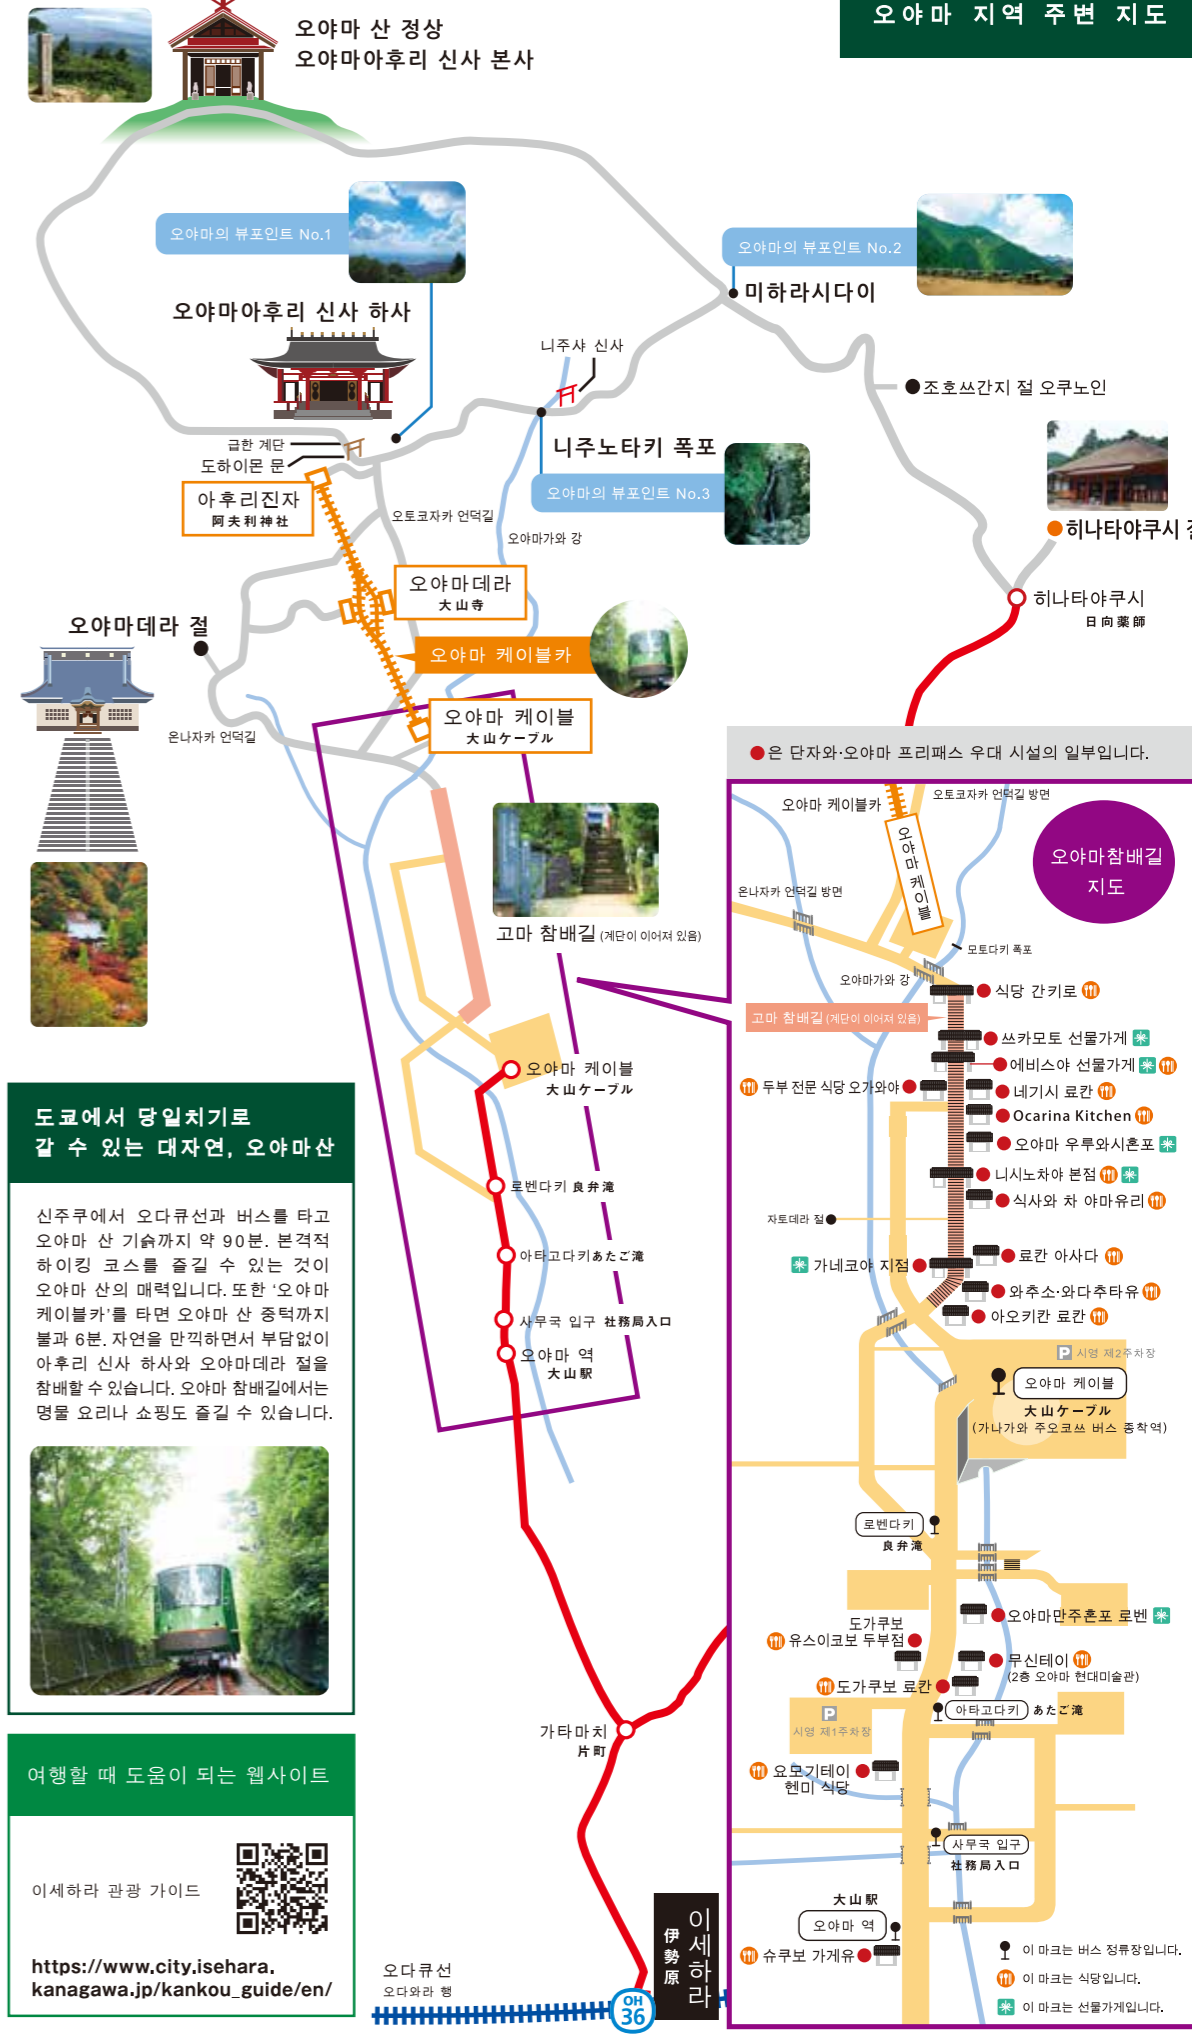 오야마 지역 주변 지도
오야마 산 정상
오야마아후리 신사 본사
오야마의 뷰포인트 No.1
오야마의 뷰포인트 No.2
미하라시다이
오야마아후리 신사 하사
니주샤 신사
조호쓰간지 절 오쿠노인
급한 계단
도하이몬 문
니주노타키 폭포
오야마의 뷰포인트 No.3
아후리진자
阿夫利神社
오토코자카 언덕길
오야마가와 강
히나타야쿠시
오야마데라
大山寺
히나타야쿠시
日向薬師
오야마데라 절
오야마 케이블카
오야마 케이블
大山ケーブル
온나자카 언덕길
고마 참배길 (계단이 이어져 있음)
오야마 케이블
大山ケーブル
로벤다키 良弁滝
아타고다키 あたご滝
사무국 입구 社務局入口
오야마 역
大山駅
가타마치
片町
이세하라
伊勢原
오다큐선
오다와라 행
OH
36
도쿄에서 당일치기로
갈 수 있는 대자연, 오야마산
신주쿠에서 오다큐선과 버스를 타고
오야마 산 기슭까지 약 90분. 본격적
하이킹 코스를 즐길 수 있는 것이
오야마 산의 매력입니다. 또한 ‘오야마
케이블카’를 타면 오야마 산 중턱까지
불과 6분. 자연을 만끽하면서 부담없이
아후리 신사 하사와 오야마데라 절을
참배할 수 있습니다. 오야마 참배길에서는
명물 요리나 쇼핑도 즐길 수 있습니다.
여행할 때 도움이 되는 웹사이트
이세하라 관광 가이드
https://www.city.isehara.
kanagawa.jp/kankou_guide/en/
●은 단자와·오야마 프리패스 우대 시설의 일부입니다.
오야마참배길
지도
오야마 케이블카
오토코자카 언덕길 방면
오야마 케이블
온나자카 언덕길 방면
모토다키 폭포
오야마가와 강
식당 간키로
고마 참배길 (계단이 이어져 있음)
쓰카모토 선물가게
에비스야 선물가게
두부 전문 식당 오가와야
네기시 료칸
Ocarina Kitchen
오야마 우루와시혼포
니시노차야 본점
식사와 차 야마유리
자토데라 절
료칸 아사다
가네코야 지점
와추소·와다추타유
아오키칸 료칸
P 시영 제2주차장
오야마 케이블
大山ケーブル
(가나가와 주오코쓰 버스 종착역)
로벤다키
良弁滝
오야마만주혼포 로벤
도가쿠보
유스이코보 두부점
무신테이
(2층 오야마 현대미술관)
도가쿠보 료칸
P
시영 제1주차장
아타고다키 あたご滝
요모기테이
헨미 식당
사무국 입구
社務局入口
大山駅
오야마 역
슈쿠보 가게유
이 마크는 버스 정류장입니다.
이 마크는 식당입니다.
이 마크는 선물가게입니다.